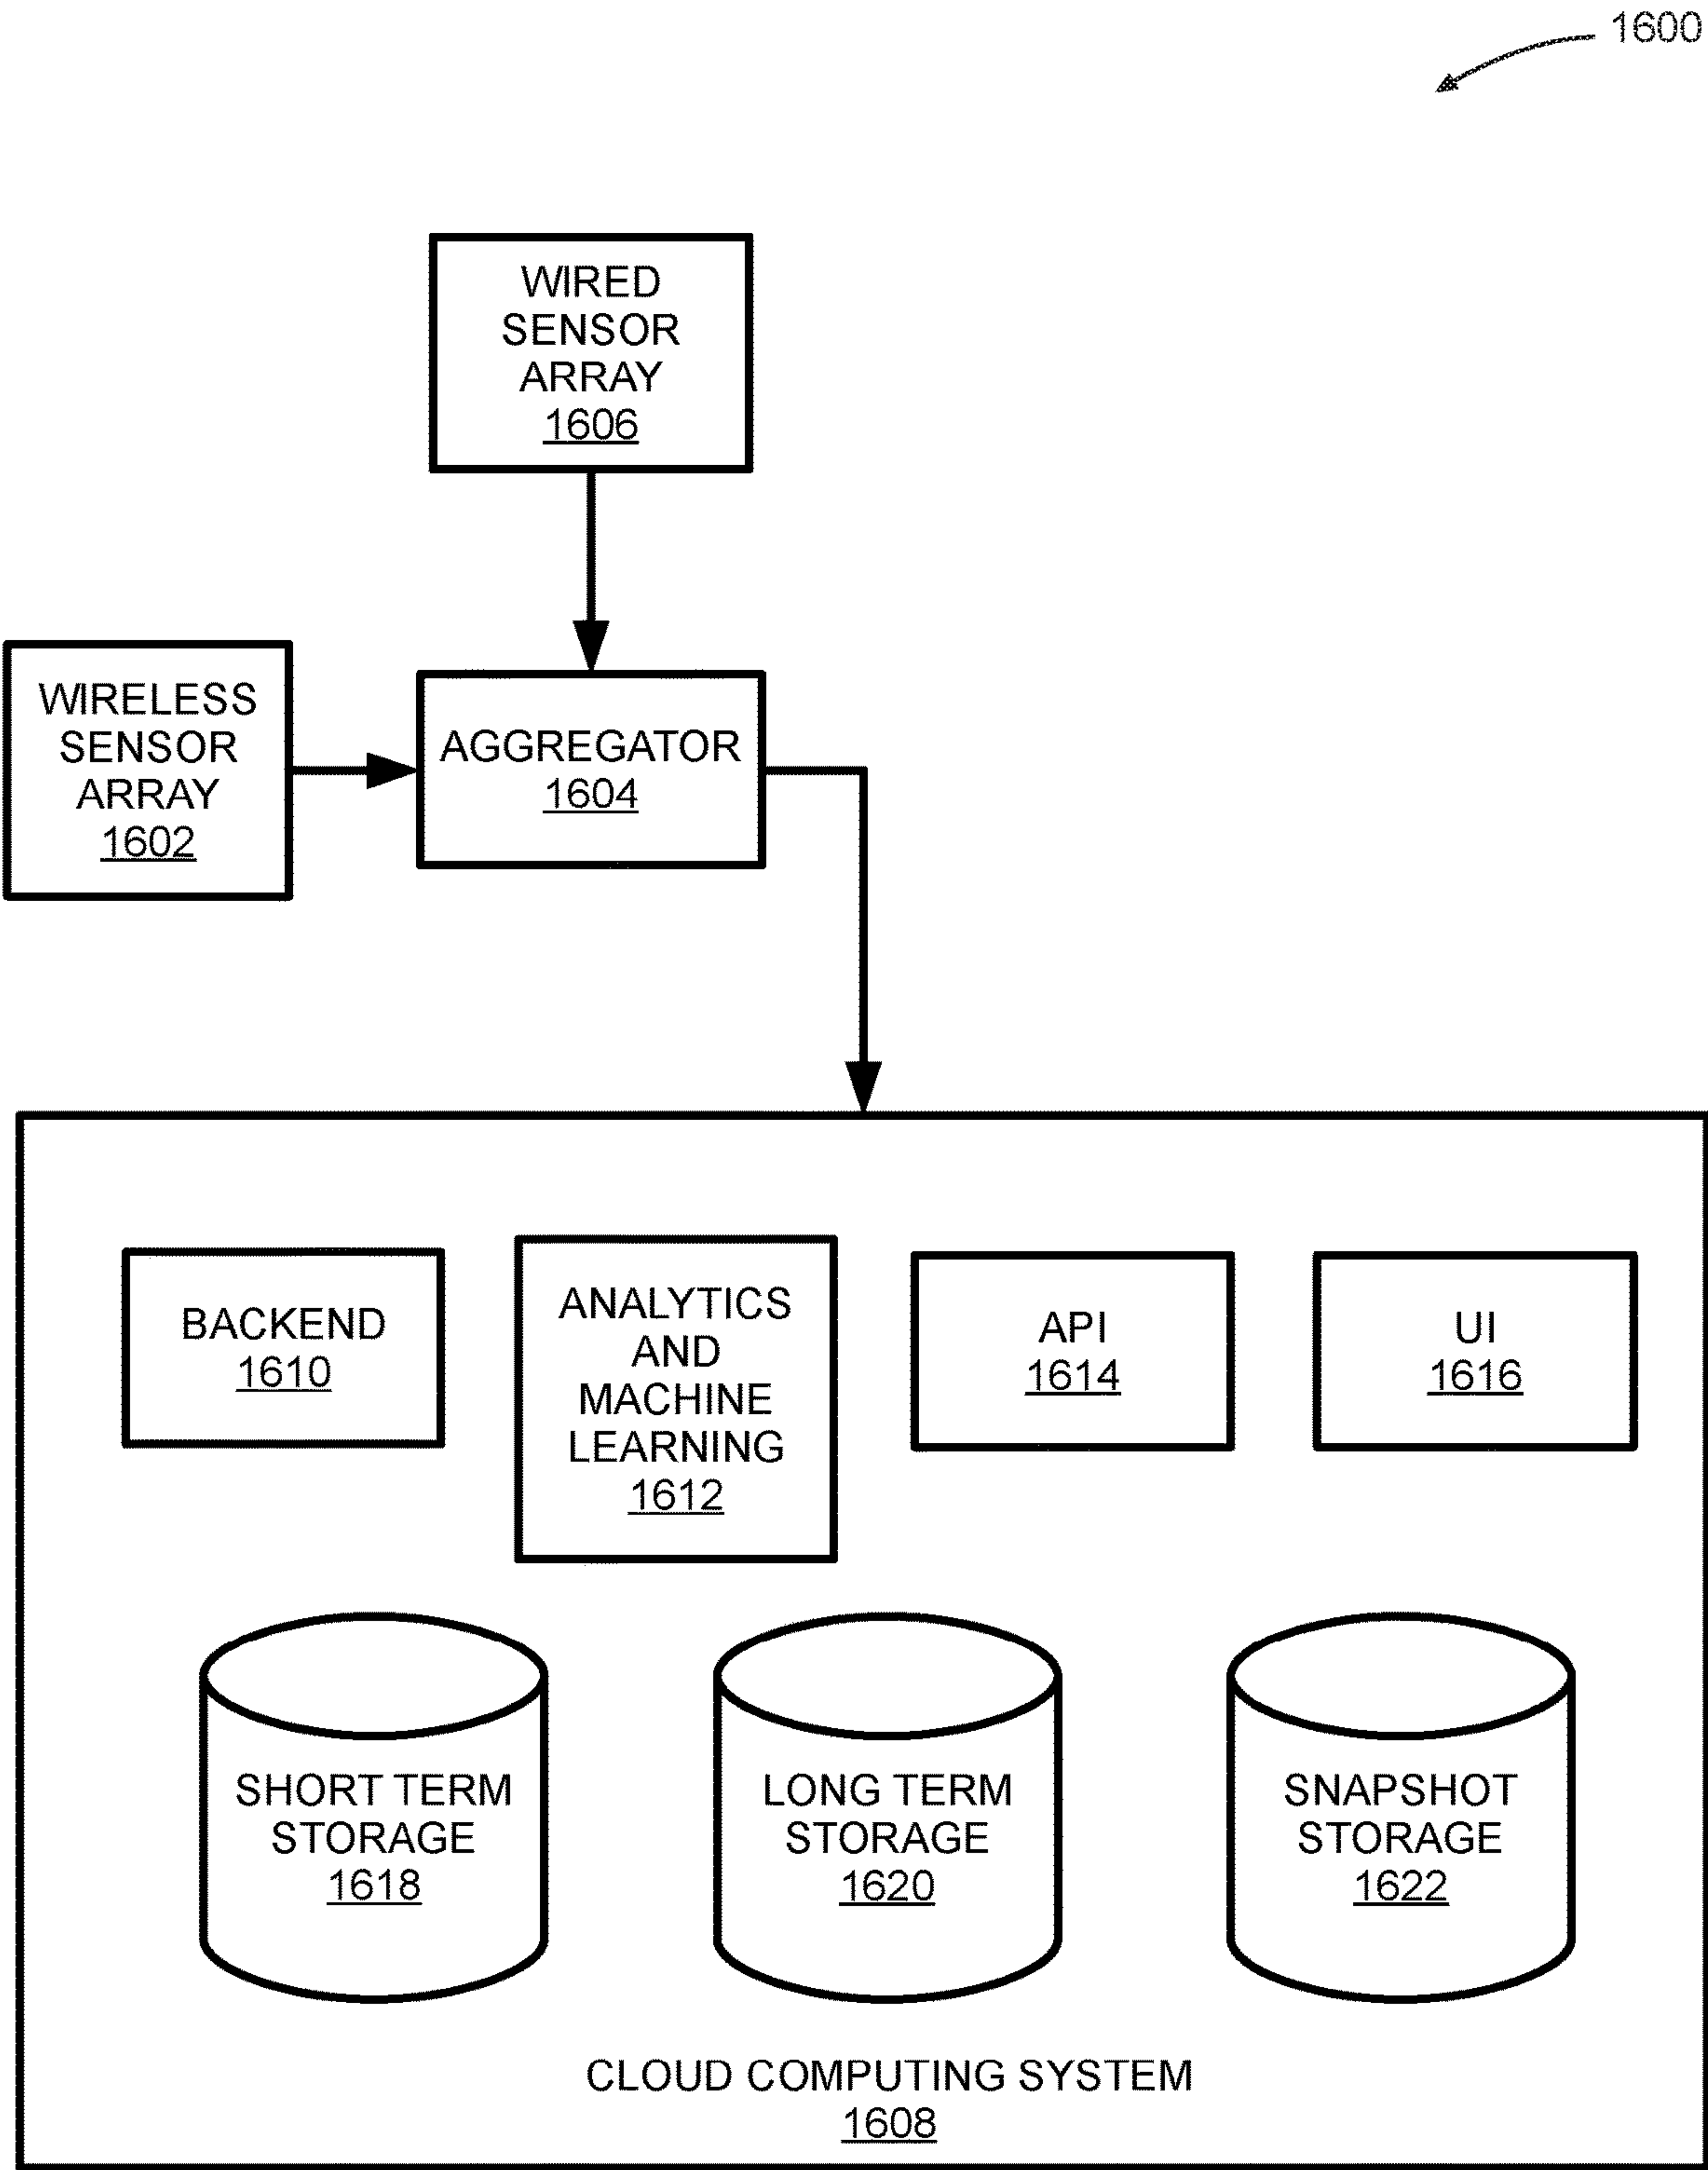 1600
WIRED
SENSOR
ARRAY
1606
WIRELESS
SENSOR
ARRAY
1602
AGGREGATOR
1604
BACKEND
1610
ANALYTICS
AND
MACHINE
LEARNING
1612
API
1614
UI
1616
SHORT TERM
STORAGE
1618
LONG TERM
STORAGE
1620
SNAPSHOT
STORAGE
1622
CLOUD COMPUTING SYSTEM
1608